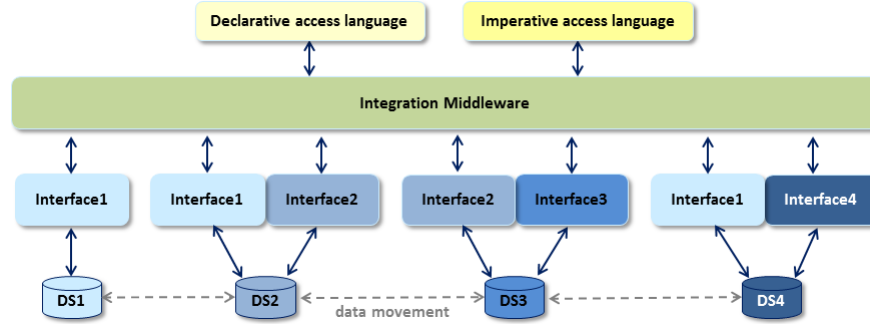 Declarative access language
Imperative access language
Integration Middleware
Interface1
Interface1
Interface2
Interface2
Interface3
Interface1
Interface4
DS1
DS2
DS3
DS4
data movement